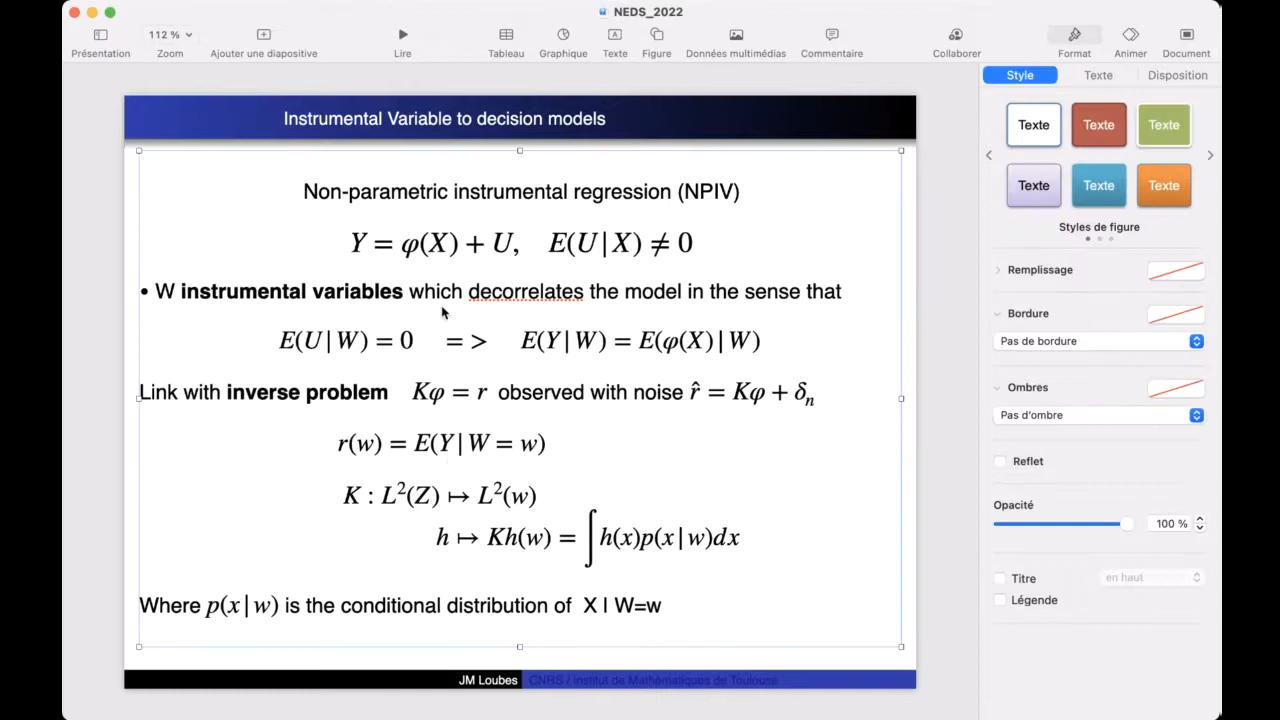 NEDS_2022
112 %
Présentation
Zoom
Ajouter une diapositive
Lire
Tableau
Graphique
Texte
Figure
Données multimédias
Commentaire
Collaborer
Format
Animer
Document
Instrumental Variable to decision models
Non-parametric instrumental regression (NPIV)
Y = φ(X) + U, E(U|X) ≠ 0
• W instrumental variables which decorrelates the model in the sense that
E(U|W) = 0 => E(Y|W) = E(φ(X)|W)
Link with inverse problem Kφ = r observed with noise r̂ = Kφ + δₙ
r(w) = E(Y|W = w)
K : L²(Z) ↦ L²(w)
h ↦ Kh(w) = ∫h(x)p(x|w)dx
Where p(x|w) is the conditional distribution of X I W=w
JM Loubes
CNRS / Institut de Mathématiques de Toulouse
Style
Texte
Disposition
Texte
Texte
Texte
Texte
Texte
Texte
Styles de figure
Remplissage
Bordure
Pas de bordure
Ombres
Pas d'ombre
Reflet
Opacité
100 %
Titre
en haut
Légende